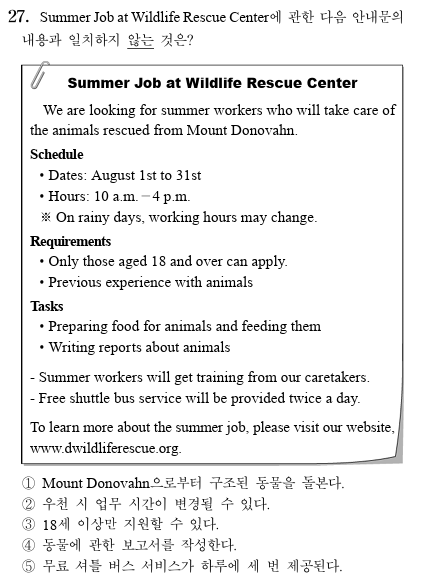 27. Summer Job at Wildlife Rescue Center에 관한 다음 안내문의
내용과 일치하지 않는 것은?
Summer Job at Wildlife Rescue Center
We are looking for summer workers who will take care of
the animals rescued from Mount Donovahn.
Schedule
• Dates: August 1st to 31st
• Hours: 10 a.m.－4 p.m.
※ On rainy days, working hours may change.
Requirements
• Only those aged 18 and over can apply.
• Previous experience with animals
Tasks
• Preparing food for animals and feeding them
• Writing reports about animals
- Summer workers will get training from our caretakers.
- Free shuttle bus service will be provided twice a day.
To learn more about the summer job, please visit our website,
www.dwildliferescue.org.
① Mount Donovahn으로부터 구조된 동물을 돌본다.
② 우천 시 업무 시간이 변경될 수 있다.
③ 18세 이상만 지원할 수 있다.
④ 동물에 관한 보고서를 작성한다.
⑤ 무료 셔틀 버스 서비스가 하루에 세 번 제공된다.